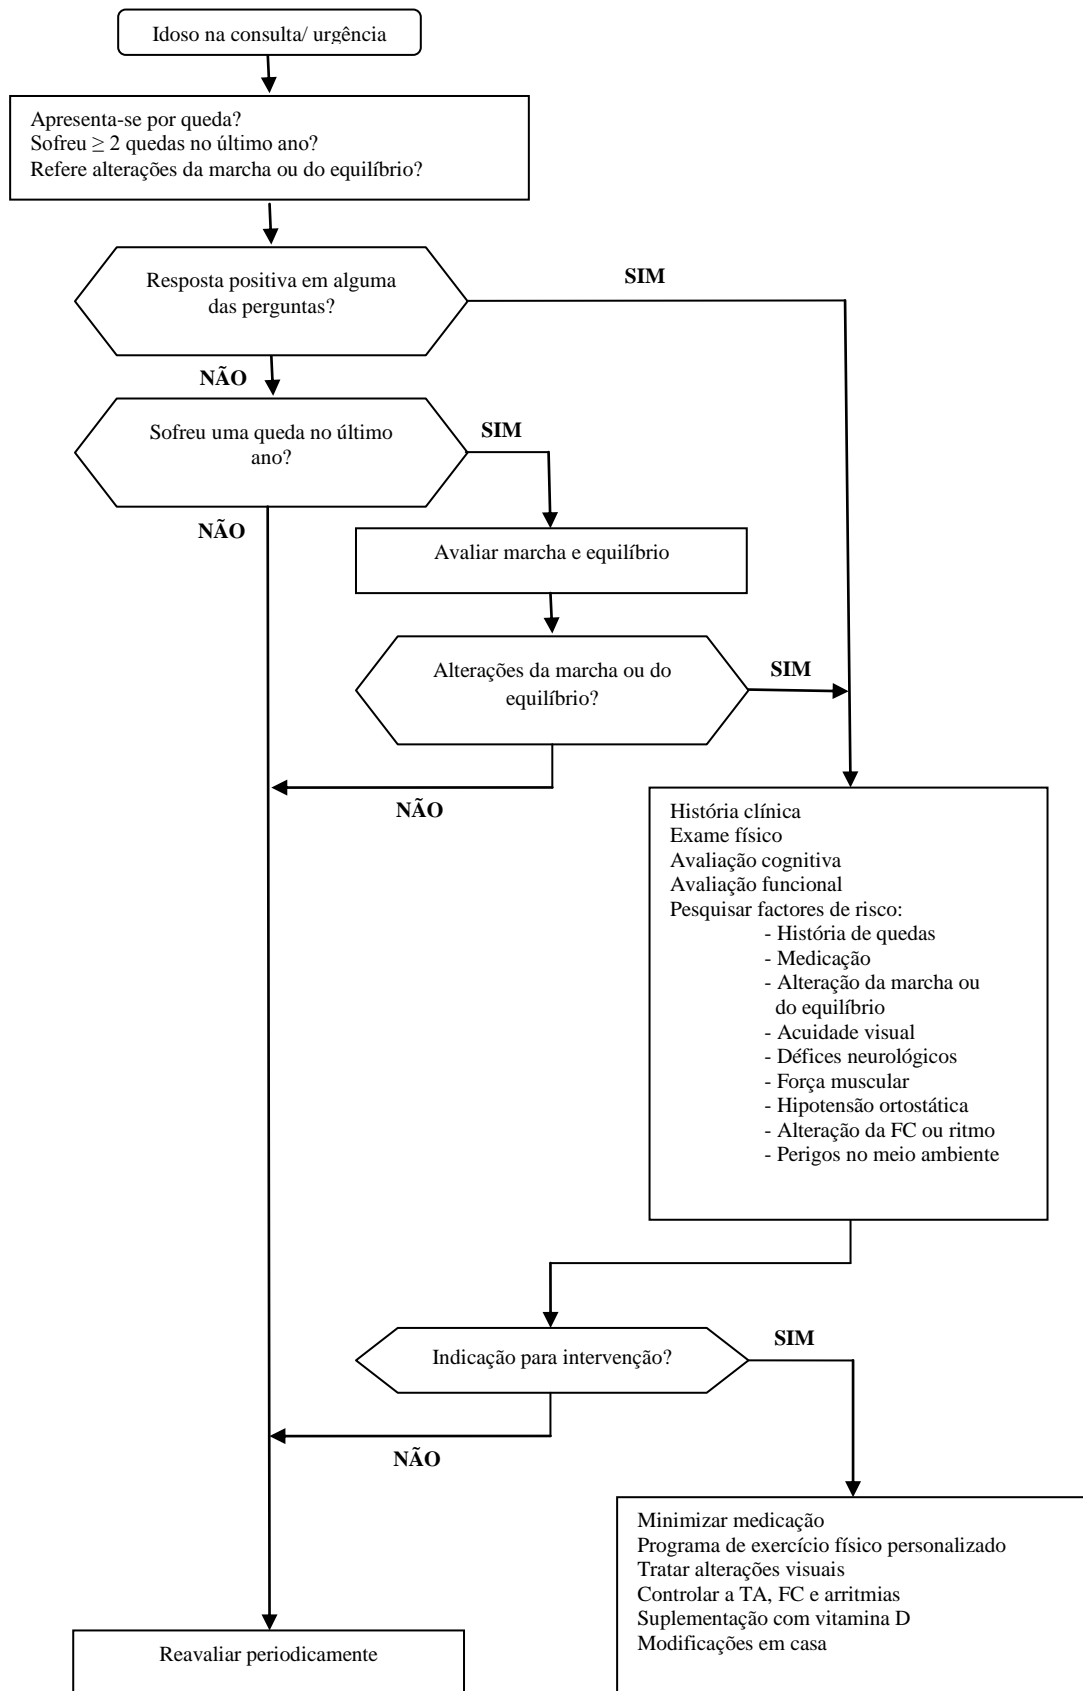 Idoso na consulta/ urgência
Apresenta-se por queda?
Sofreu ≥ 2 quedas no último ano?
Refere alterações da marcha ou do equilíbrio?
Resposta positiva em alguma
das perguntas?
SIM
NÃO
Sofreu uma queda no último
ano?
SIM
NÃO
Avaliar marcha e equilíbrio
Alterações da marcha ou do
equilíbrio?
SIM
NÃO
História clínica
Exame físico
Avaliação cognitiva
Avaliação funcional
Pesquisar factores de risco:
- História de quedas
- Medicação
- Alteração da marcha ou
do equilíbrio
- Acuidade visual
- Défices neurológicos
- Força muscular
- Hipotensão ortostática
- Alteração da FC ou ritmo
- Perigos no meio ambiente
Indicação para intervenção?
SIM
NÃO
Minimizar medicação
Programa de exercício físico personalizado
Tratar alterações visuais
Controlar a TA, FC e arritmias
Suplementação com vitamina D
Modificações em casa
Reavaliar periodicamente